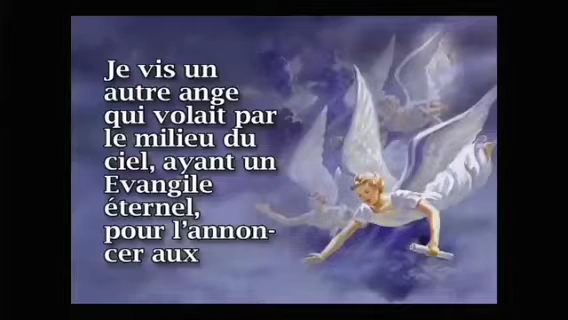 Je vis un
autre ange
qui volait par
le milieu du
ciel, ayant un
Evangile
éternel,
pour l'annon-
cer aux